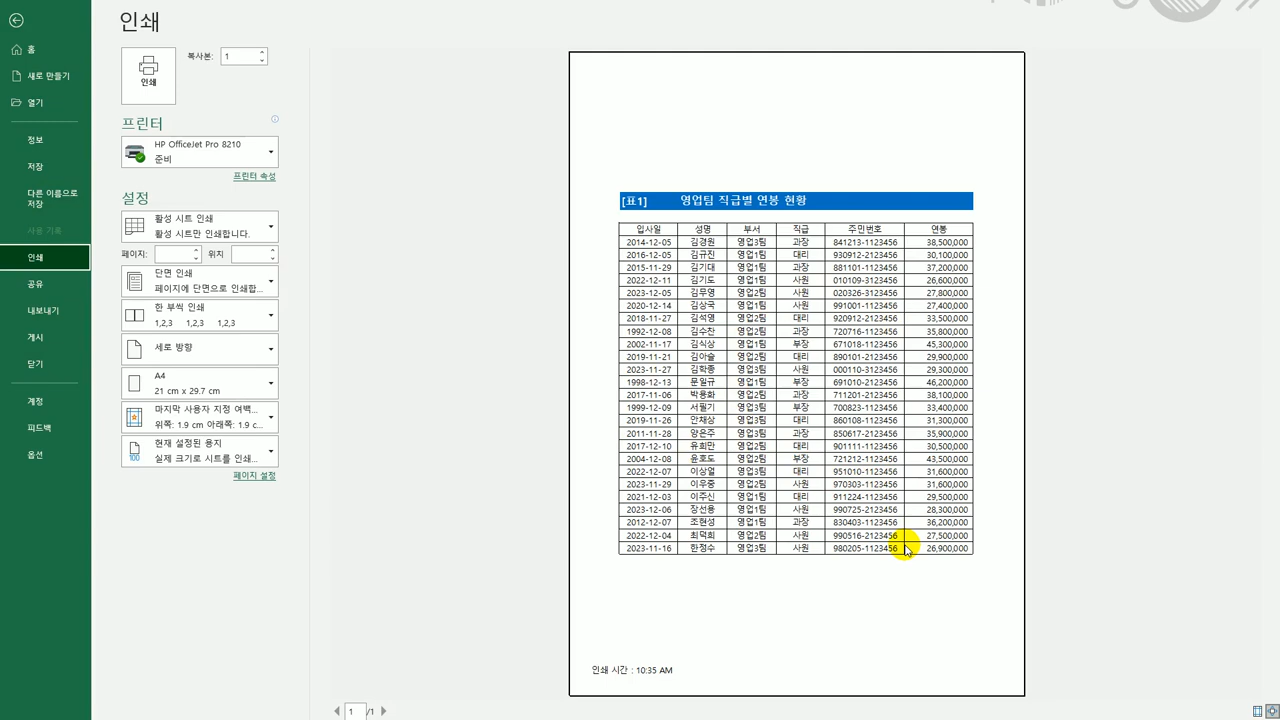 인쇄
홈
새로 만들기
열기
정보
저장
다른 이름으로
저장
사용 기록
인쇄
공유
내보내기
게시
닫기
계정
피드백
옵션
인쇄
복사본: 1
프린터
HP OfficeJet Pro 8210
준비
프린터 속성
설정
활성 시트 인쇄
활성 시트만 인쇄합니다.
페이지: 위치
단면 인쇄
페이지에 단면으로 인쇄합...
한 부씩 인쇄
1,2,3 1,2,3 1,2,3
세로 방향
A4
21 cm x 29.7 cm
마지막 사용자 지정 여백...
위쪽: 1.9 cm 아래쪽: 1.9 c...
현재 설정된 용지
실제 크기로 시트를 인쇄...
100
페이지 설정
[표1] 영업팀 직급별 연봉 현황
입사일 성명 부서 직급 주민번호 연봉
2014-12-05 김경원 영업3팀 과장 841213-1123456 38,500,000
2016-12-05 김규진 영업1팀 대리 930912-2123456 30,100,000
2015-11-29 김기대 영업1팀 과장 881101-1123456 37,200,000
2022-12-11 김기도 영업1팀 사원 010109-3123456 26,600,000
2023-12-05 김무영 영업2팀 사원 020326-3123456 27,800,000
2020-12-14 김상국 영업1팀 사원 991001-1123456 27,400,000
2018-11-27 김석영 영업2팀 대리 920912-2123456 33,500,000
1992-12-08 김수찬 영업2팀 과장 720716-1123456 35,800,000
2002-11-17 김식상 영업1팀 부장 671018-1123456 45,300,000
2019-11-21 김아슬 영업2팀 대리 890101-2123456 29,900,000
2023-11-27 김학종 영업3팀 사원 000110-3123456 29,300,000
1998-12-13 문일규 영업1팀 부장 691010-2123456 46,200,000
2017-11-06 박용화 영업2팀 과장 711201-2123456 38,100,000
1999-12-09 서필기 영업3팀 부장 700823-1123456 33,400,000
2019-11-26 안채상 영업3팀 대리 860108-1123456 31,300,000
2011-11-28 양은주 영업3팀 과장 850617-2123456 35,900,000
2017-12-10 유희만 영업2팀 대리 901111-1123456 30,500,000
2004-12-08 윤호도 영업2팀 부장 721212-1123456 43,500,000
2022-12-07 이상열 영업3팀 대리 951010-1123456 31,600,000
2023-11-29 이우중 영업2팀 사원 970303-1123456 31,600,000
2021-12-03 이주신 영업1팀 대리 911224-1123456 29,500,000
2023-12-06 장선용 영업1팀 사원 990725-2123456 28,300,000
2012-12-07 조현성 영업1팀 과장 830403-1123456 36,200,000
2022-12-04 최덕희 영업2팀 사원 990516-2123456 27,500,000
2023-11-16 한정수 영업3팀 사원 980205-1123456 26,900,000
인쇄 시간 : 10:35 AM
1 /1